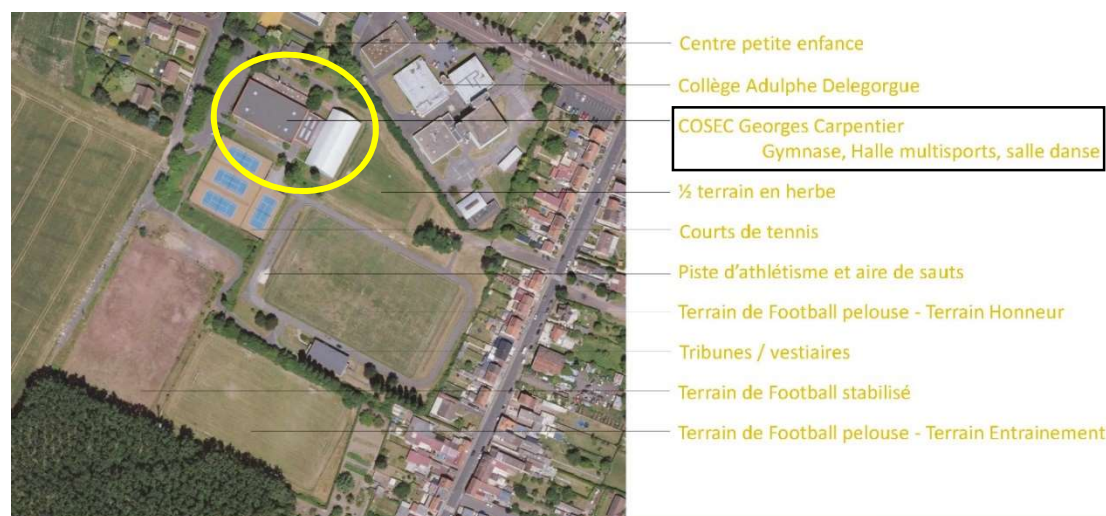 Centre petite enfance
Collège Adulphe Delegorgue
COSEC Georges Carpentier
Gymnase, Halle multisports, salle danse
½ terrain en herbe
Courts de tennis
Piste d'athlétisme et aire de sauts
Terrain de Football pelouse - Terrain Honneur
Tribunes / vestiaires
Terrain de Football stabilisé
Terrain de Football pelouse - Terrain Entrainement